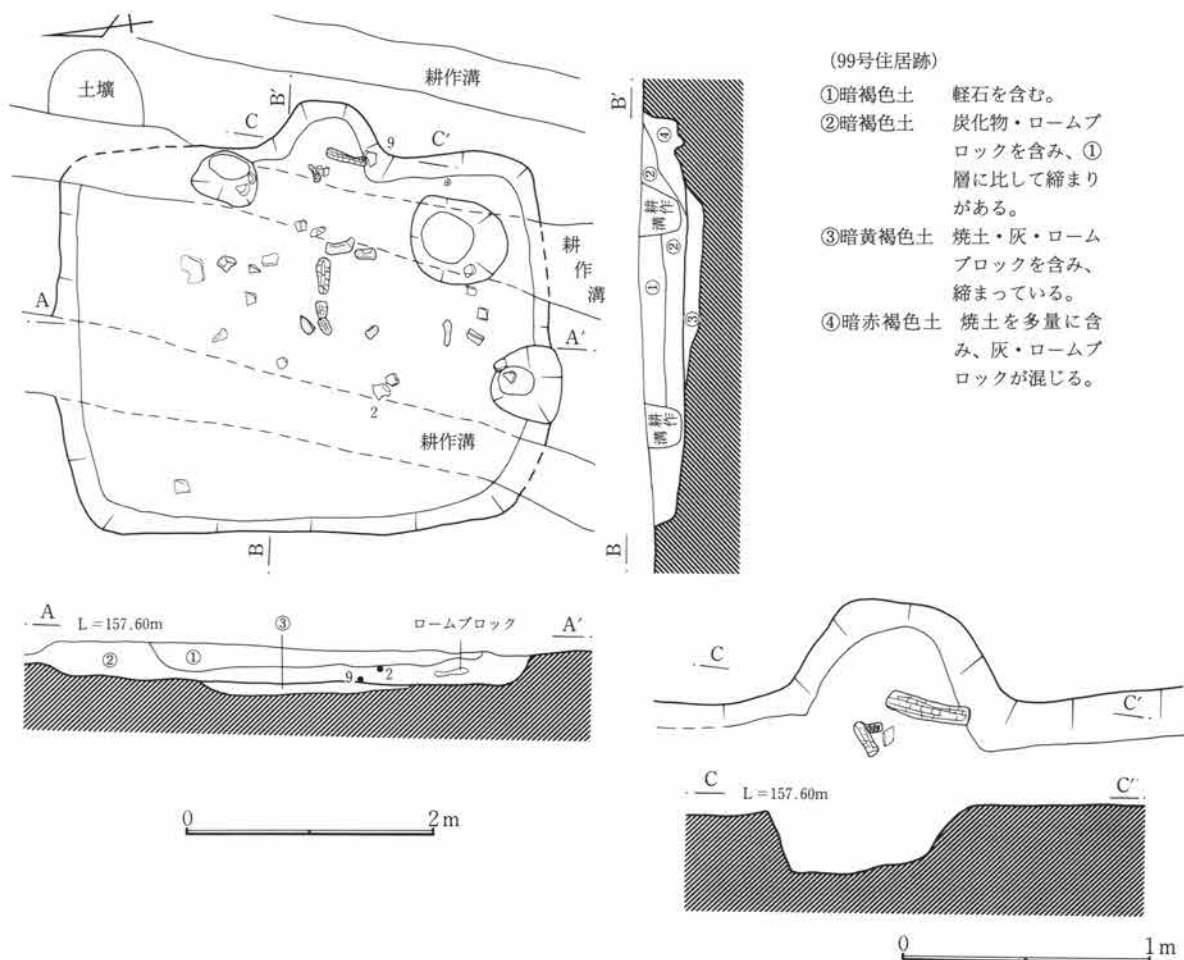 土壙
耕作溝
B′
C
9
C′
耕作溝
A
A′
2
耕作溝
B
B′
④
②
耕作溝
②
①
③
耕作溝
B
(99号住居跡)
①暗褐色土 軽石を含む。
②暗褐色土 炭化物・ロームブ
ロックを含み、①
層に比して締まり
がある。
③暗黄褐色土 焼土・灰・ローム
ブロックを含み、
締まっている。
④暗赤褐色土 焼土を多量に含
み、灰・ロームブ
ロックが混じる。
A L=157.60m ③ ロームブロック A′
② ①
9 2
0 2m
C
C′
C L=157.60m C″
0 1m